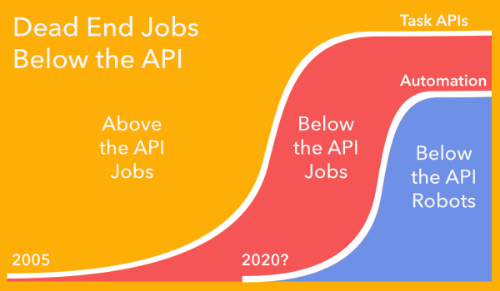 Dead End Jobs
Below the API
Task APIs
Automation
Above
the API
Jobs
Below
the API
Jobs
Below
the API
Robots
2005
2020?